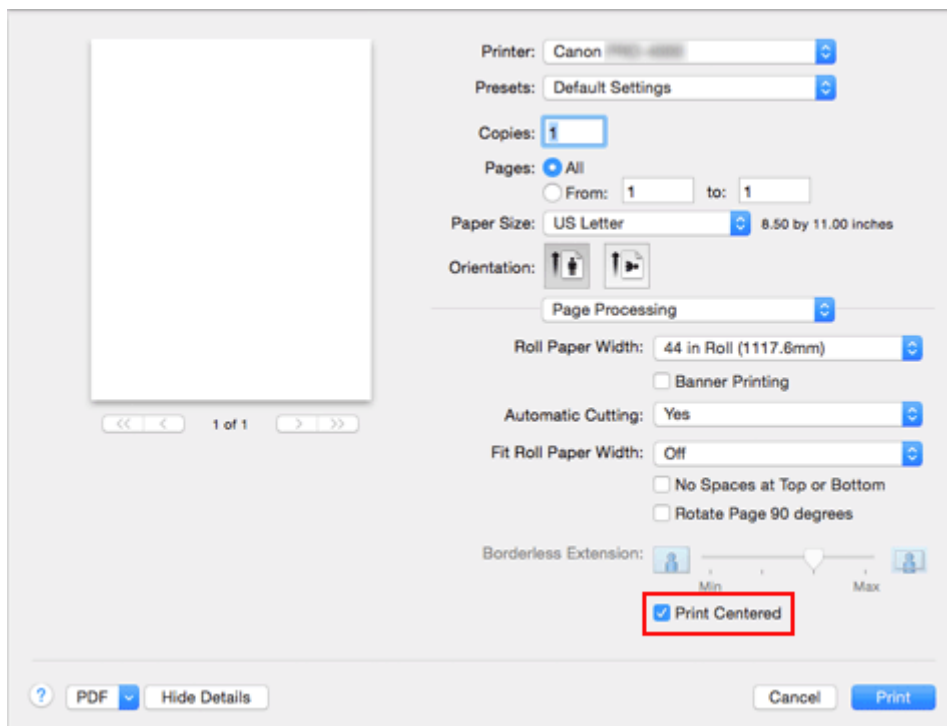 Printer: Canon
Presets: Default Settings
Copies: 1
Pages: All
From: 1 to: 1
Paper Size: US Letter 8.50 by 11.00 inches
Orientation:
Page Processing
Roll Paper Width: 44 in Roll (1117.6mm)
Banner Printing
Automatic Cutting: Yes
Fit Roll Paper Width: Off
No Spaces at Top or Bottom
Rotate Page 90 degrees
Borderless Extension:
Min Max
Print Centered
1 of 1
? PDF Hide Details Cancel Print